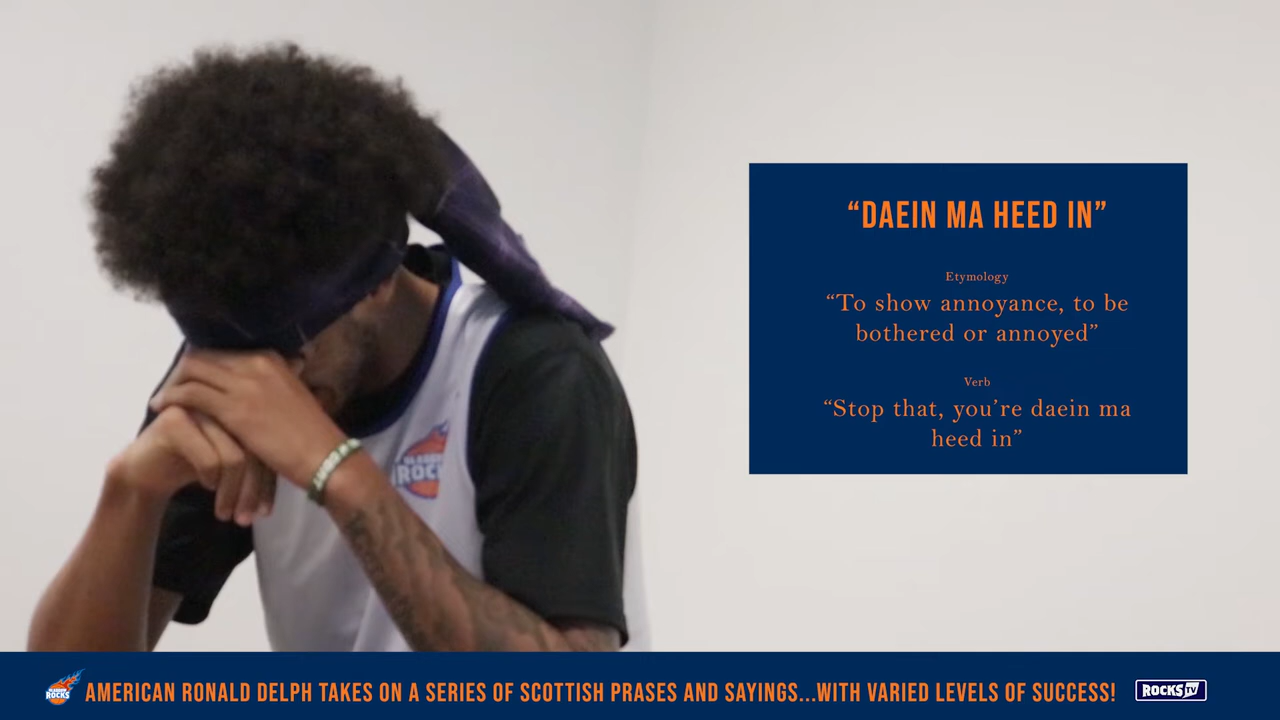 “DAEIN MA HEED IN”
Etymology
“To show annoyance, to be
bothered or annoyed”
Verb
“Stop that, you’re daein ma
heed in”
GLASGOW
ROCKS
AMERICAN RONALD DELPH TAKES ON A SERIES OF SCOTTISH PRASES AND SAYINGS...WITH VARIED LEVELS OF SUCCESS!
ROCKS TV